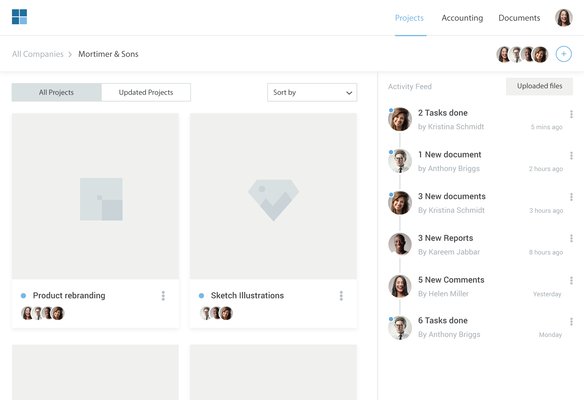 Projects Accounting Documents
All Companies > Mortimer & Sons
+
All Projects Updated Projects Sort by
Activity Feed Uploaded files
2 Tasks done
by Kristina Schmidt 5 mins ago
1 New document
by Anthony Briggs 2 hours ago
3 New documents
By Kristina Schmidt 3 hours ago
3 New Reports
By Kareem Jabbar 8 hours ago
5 New Comments
By Helen Miller Yesterday
6 Tasks done
by Anthony Briggs Monday
Product rebranding
Sketch Illustrations